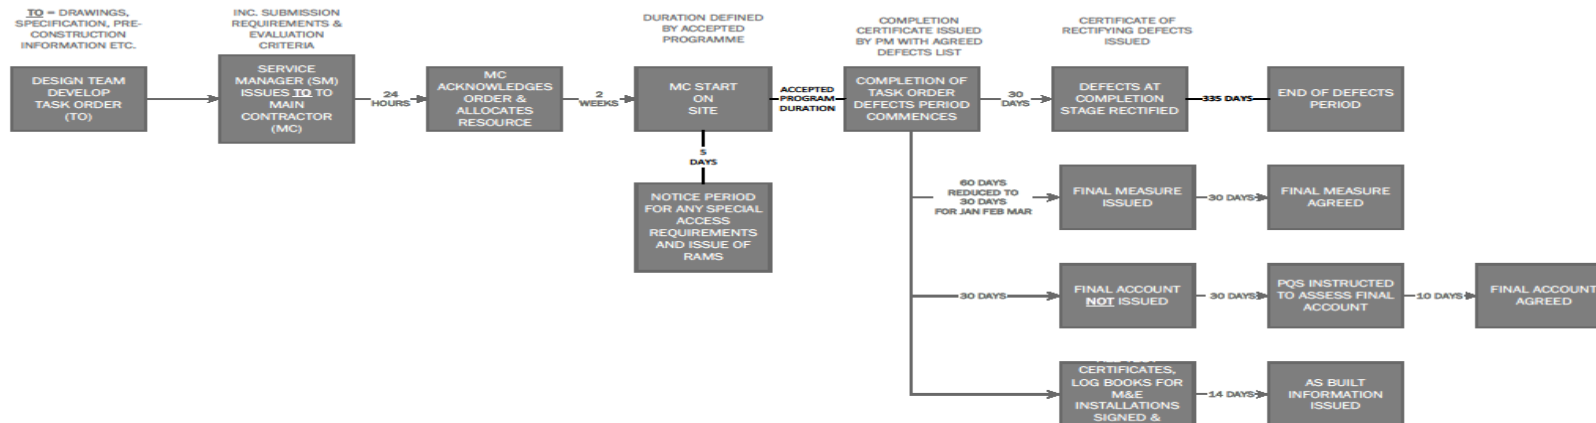 TO = DRAWINGS,
SPECIFICATION, PRE-
CONSTRUCTION
INFORMATION ETC.
INC. SUBMISSION
REQUIREMENTS &
EVALUATION
CRITERIA
DURATION DEFINED
BY ACCEPTED
PROGRAMME
COMPLETION
CERTIFICATE ISSUED
BY PM WITH AGREED
DEFECTS LIST
CERTIFICATE OF
RECTIFYING DEFECTS
ISSUED
DESIGN TEAM
DEVELOP
TASK ORDER
(TO)
SERVICE
MANAGER (SM)
ISSUES TO TO
MAIN
CONTRACTOR
(MC)
24
HOURS
MC
ACKNOWLEDGES
ORDER &
ALLOCATES
RESOURCE
2
WEEKS
MC START
ON
SITE
ACCEPTED
PROGRAM
DURATION
COMPLETION OF
TASK ORDER
DEFECTS PERIOD
COMMENCES
30
DAYS
DEFECTS AT
COMPLETION
STAGE RECTIFIED
335 DAYS
END OF DEFECTS
PERIOD
5
DAYS
NOTICE PERIOD
FOR ANY SPECIAL
ACCESS
REQUIREMENTS
AND ISSUE OF
RAMS
60 DAYS
REDUCED TO
30 DAYS
FOR JAN FEB MAR
FINAL MEASURE
ISSUED
30 DAYS
FINAL MEASURE
AGREED
30 DAYS
FINAL ACCOUNT
NOT ISSUED
30 DAYS
PQS INSTRUCTED
TO ASSESS FINAL
ACCOUNT
10 DAYS
FINAL ACCOUNT
AGREED
CERTIFICATES,
LOG BOOKS FOR
M&E
INSTALLATIONS
SIGNED &
14 DAYS
AS BUILT
INFORMATION
ISSUED